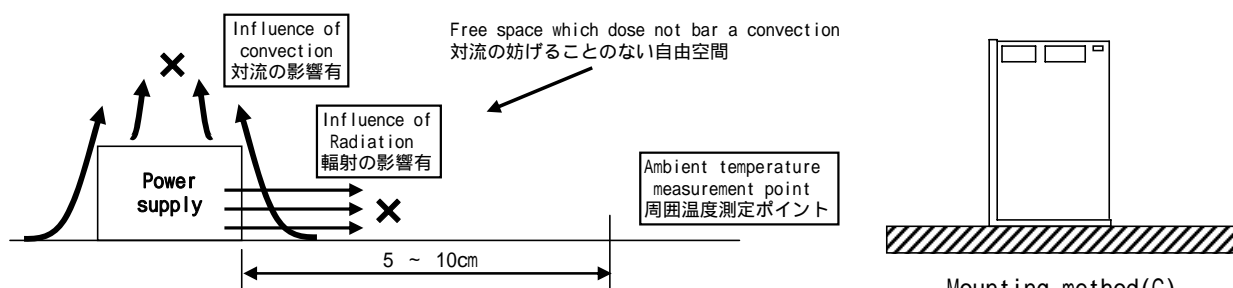 Influence of
convection
対流の影響有
Free space which dose not bar a convection
対流の妨げることのない自由空間
Influence of
Radiation
輻射の影響有
Power
supply
Ambient temperature
measurement point
周囲温度測定ポイント
5 ~ 10cm
Mounting method(C)